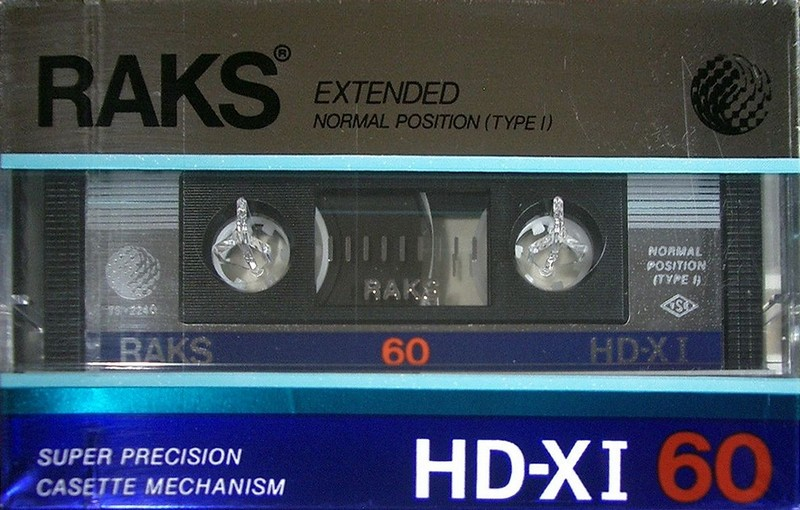 RAKS®
EXTENDED
NORMAL POSITION (TYPE I)
RAKS
NORMAL
POSITION
(TYPE I)
TSE
RAKS 60 HD-X I
SUPER PRECISION
CASETTE MECHANISM
HD-X I 60